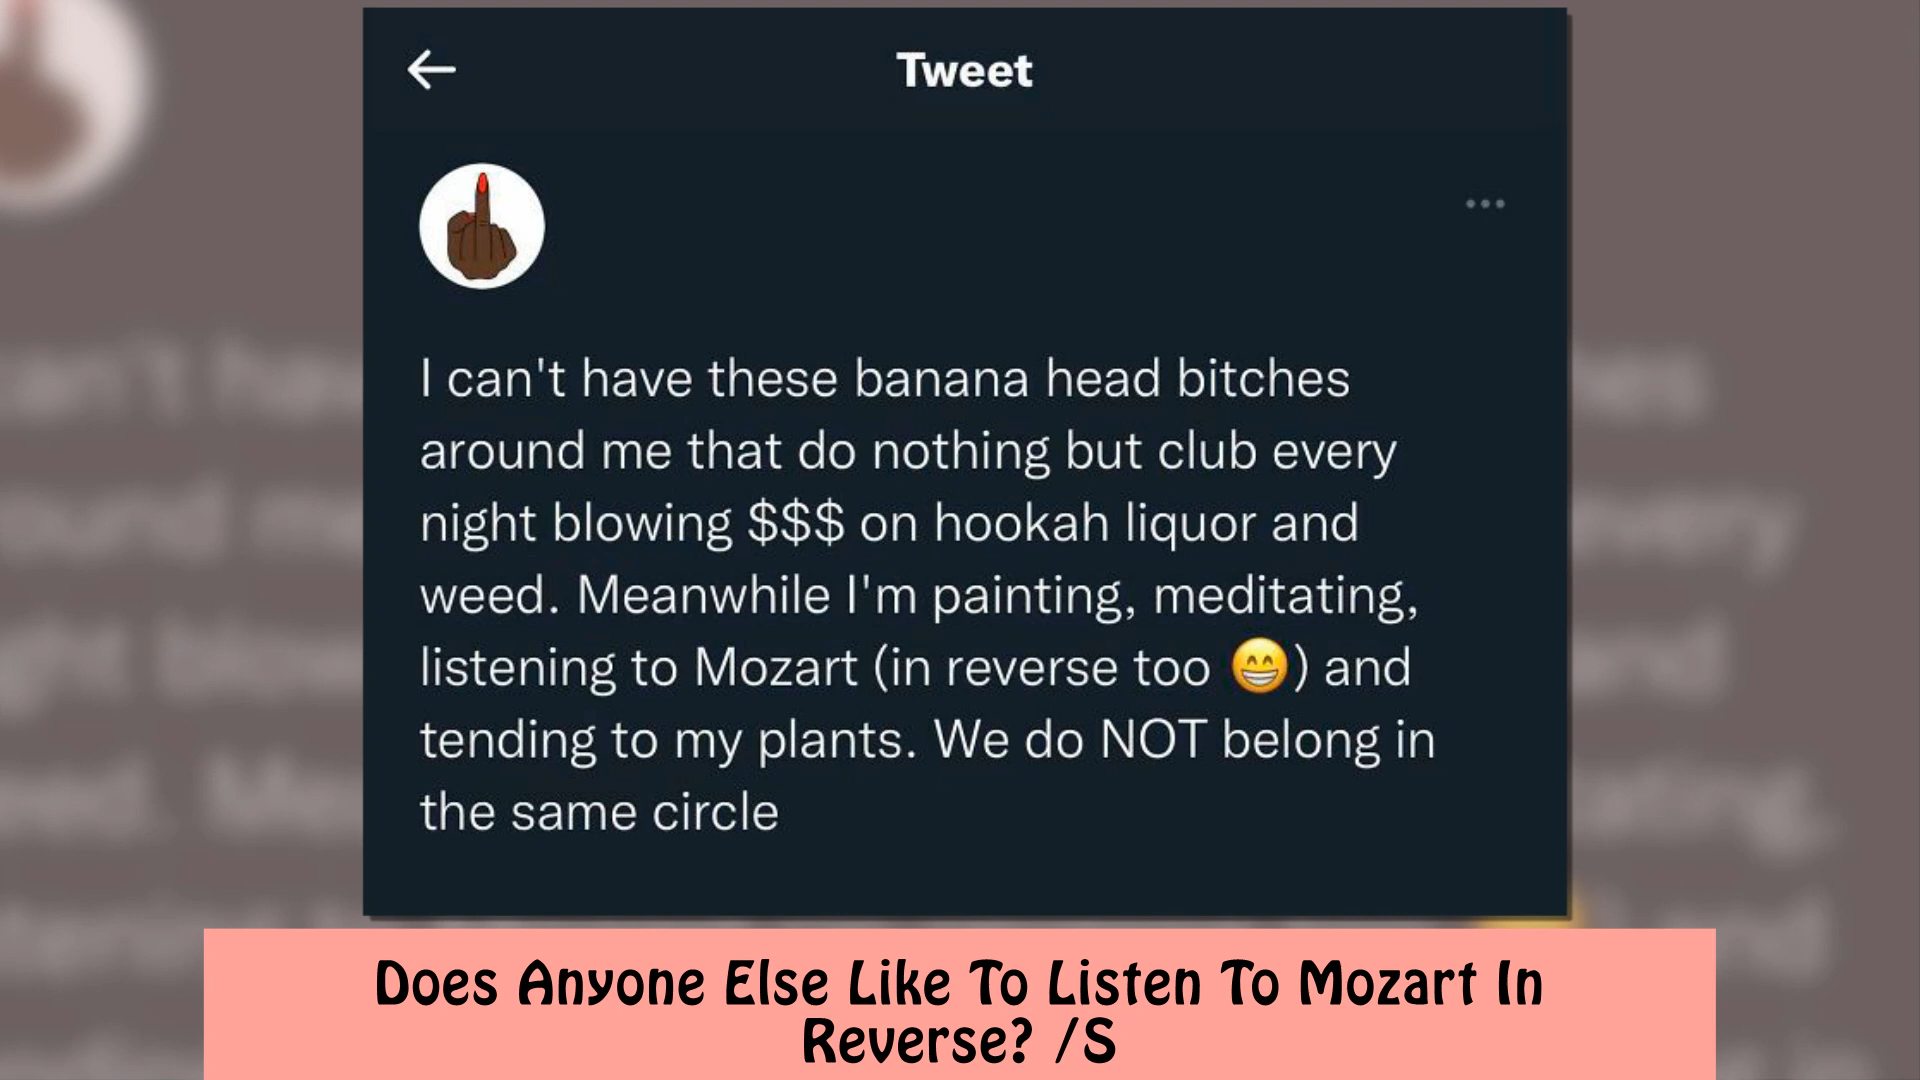 Tweet
I can't have these banana head bitches
around me that do nothing but club every
night blowing $$$ on hookah liquor and
weed. Meanwhile I'm painting, meditating,
listening to Mozart (in reverse too 😁) and
tending to my plants. We do NOT belong in
the same circle
Does Anyone Else Like To Listen To Mozart In
Reverse? /S